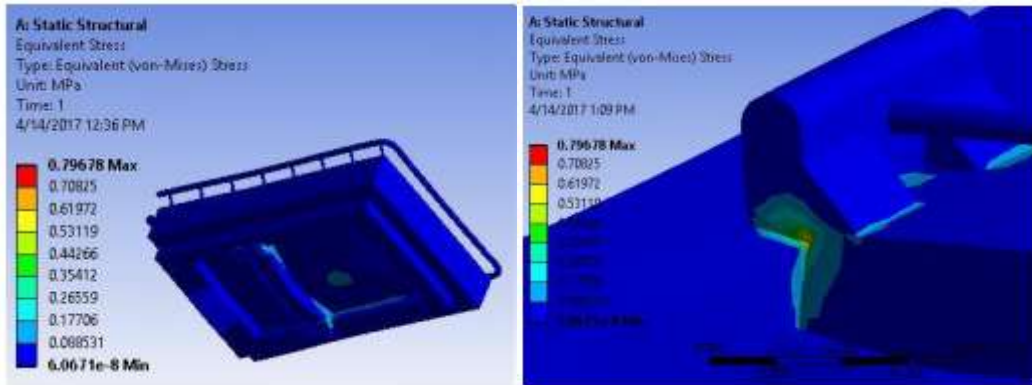 A: Static Structural
Equivalent Stress
Type: Equivalent (von-Mises) Stress
Unit: MPa
Time: 1
4/14/2017 12:36 PM
0.79678 Max
0.70825
0.61972
0.53119
0.44266
0.35412
0.26559
0.17706
0.088531
6.0671e-8 Min
A: Static Structural
Equivalent Stress
Type: Equivalent (von-Mises) Stress
Unit: MPa
Time: 1
4/14/2017 1:09 PM
0.79678 Max
0.70825
0.61972
0.53119